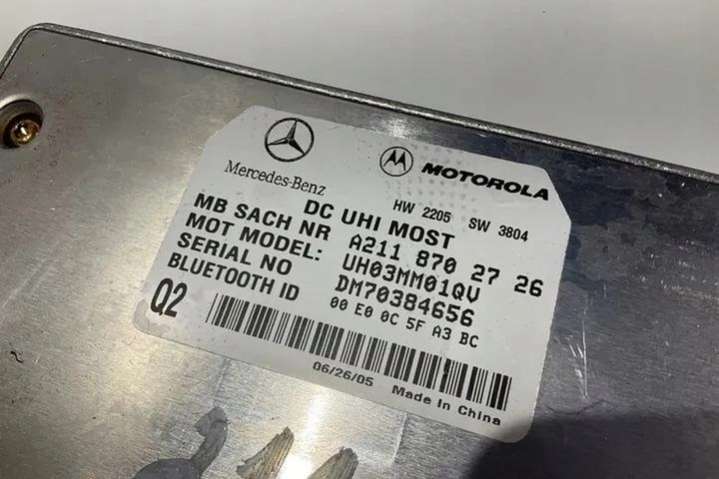 Mercedes-Benz
MOTOROLA
HW 2205 SW 3804
DC UHI MOST
MB SACH NR A211 870 27 26
MOT MODEL: UH03MM01QV
SERIAL NO DM70384656
BLUETOOTH ID 00 E0 0C 5F A3 BC
Q2
06/26/05 Made In China